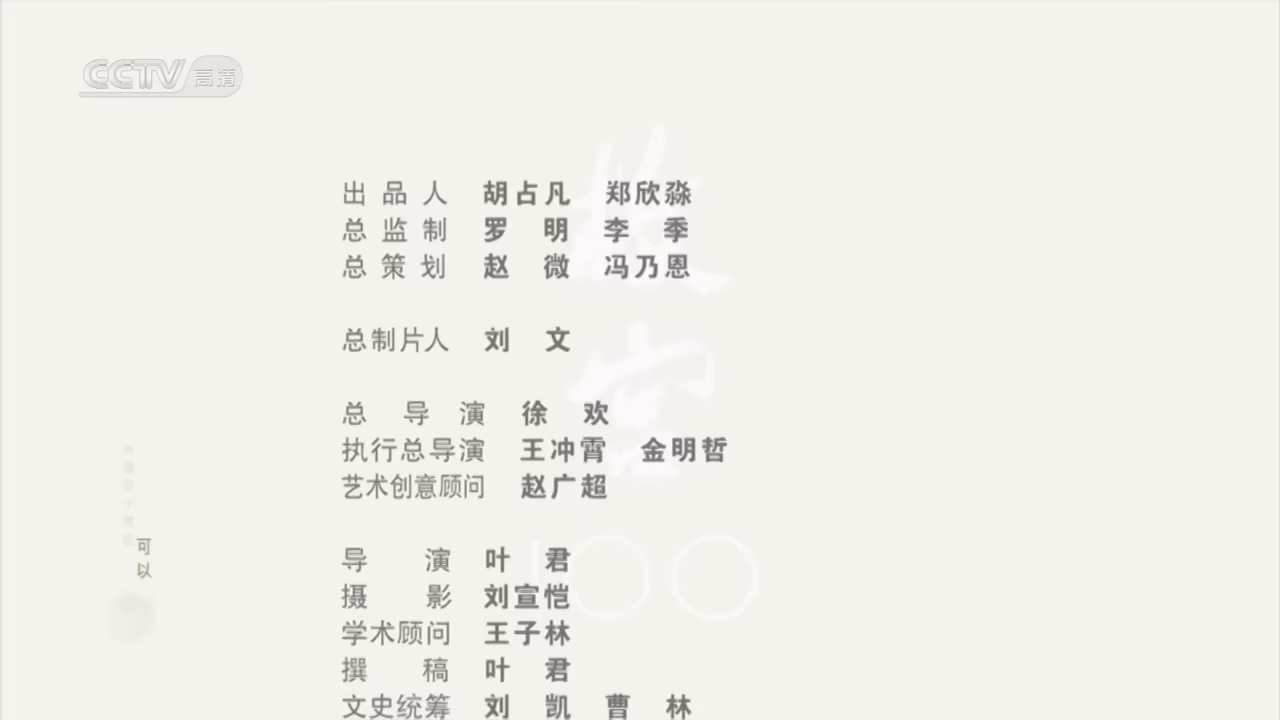 CCTV高清
出品人 胡占凡 郑欣淼
总监制 罗明 李季
总策划 赵微 冯乃恩
总制片人 刘文
总导演 徐欢
执行总导演 王冲霄 金明哲
艺术创意顾问 赵广超
导演 叶君
摄影 刘宣恺
学术顾问 王子林
撰稿 叶君
文史统筹 刘凯 曹林
故宫
100
可以